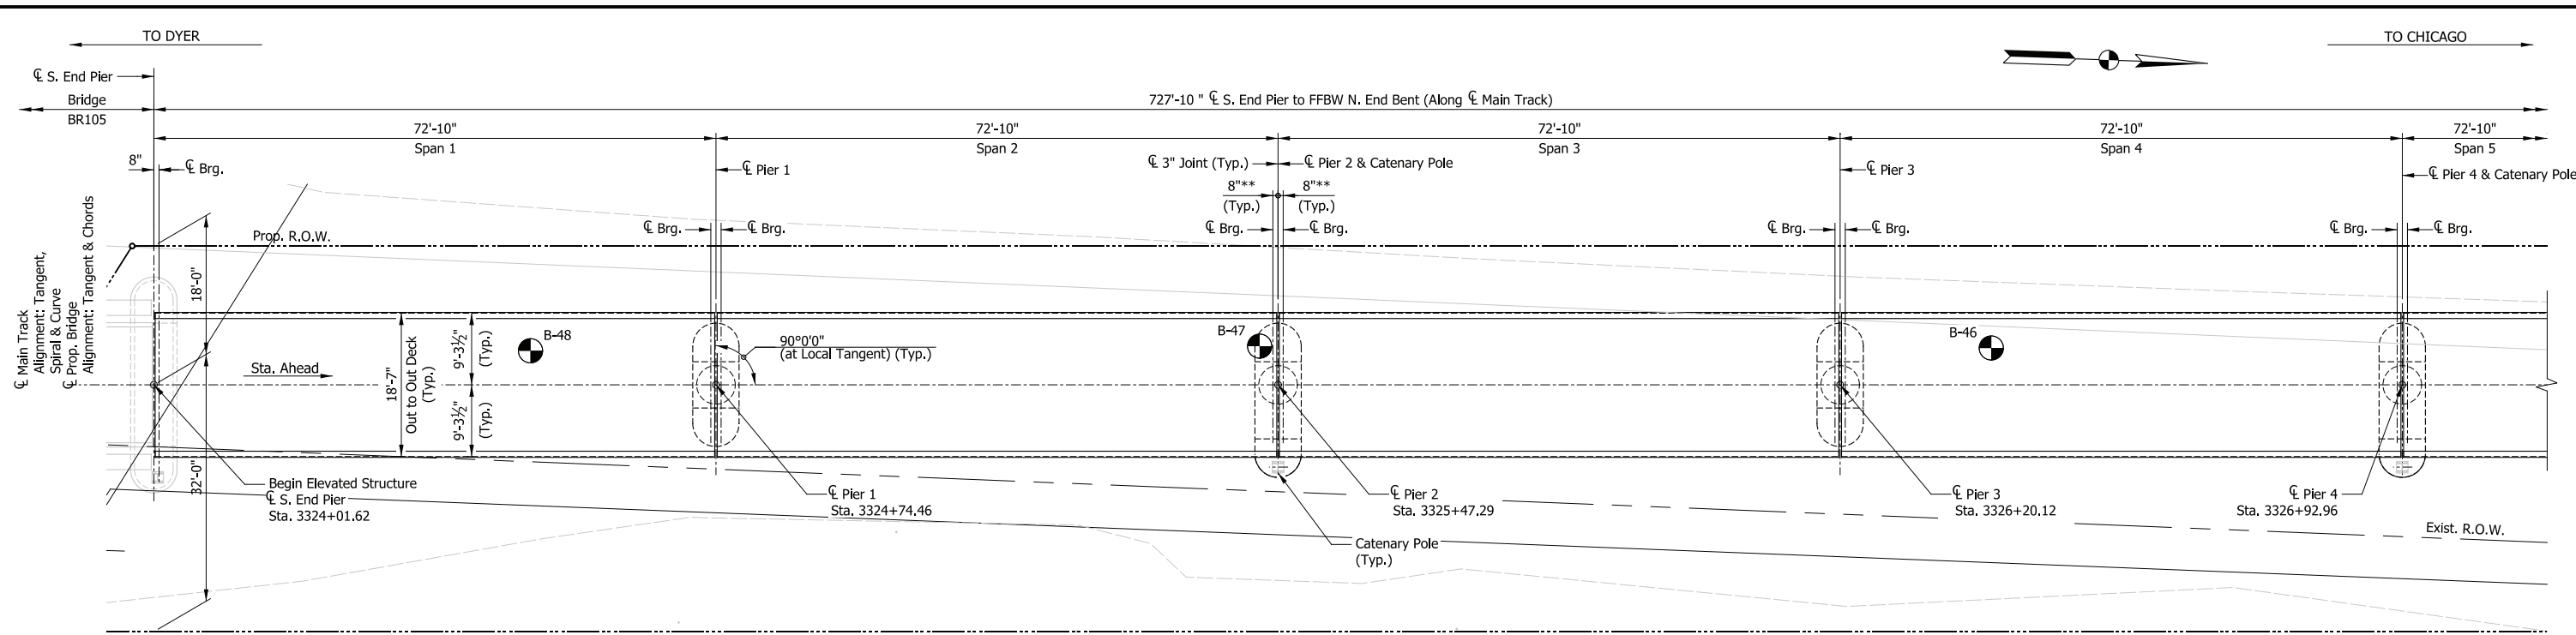 TO DYER
TO CHICAGO
℄ S. End Pier
Bridge
BR105
727'-10 " ℄ S. End Pier to FFBW N. End Bent (Along ℄ Main Track)
72'-10"
Span 1
72'-10"
Span 2
72'-10"
Span 3
72'-10"
Span 4
72'-10"
Span 5
8"
℄ Brg.
℄ Pier 1
℄ 3" Joint (Typ.)
℄ Pier 2 & Catenary Pole
℄ Pier 3
℄ Pier 4 & Catenary Pole
8"**
(Typ.)
8"**
(Typ.)
℄ Brg.
℄ Brg.
℄ Brg.
℄ Brg.
℄ Brg.
℄ Brg.
℄ Brg.
℄ Brg.
Prop. R.O.W.
℄ Main Track
Alignment: Tangent,
Spiral & Curve
℄ Prop. Bridge
Alignment: Tangent & Chords
18'-0"
32'-0"
Sta. Ahead
18'-7"
Out to Out Deck
(Typ.)
9'-3½"
(Typ.)
9'-3½"
(Typ.)
B-48
90°0'0"
(at Local Tangent) (Typ.)
B-47
B-46
Begin Elevated Structure
℄ S. End Pier
Sta. 3324+01.62
℄ Pier 1
Sta. 3324+74.46
℄ Pier 2
Sta. 3325+47.29
℄ Pier 3
Sta. 3326+20.12
℄ Pier 4
Sta. 3326+92.96
Catenary Pole
(Typ.)
Exist. R.O.W.